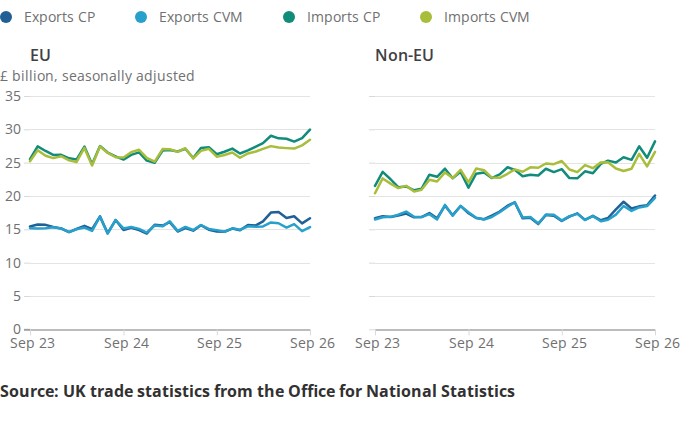 Exports CP Exports CVM Imports CP Imports CVM
EU Non-EU
£ billion, seasonally adjusted
35
30
25
20
15
10
5
0
Sep 23 Sep 24 Sep 25 Sep 26 Sep 23 Sep 24 Sep 25 Sep 26
Source: UK trade statistics from the Office for National Statistics